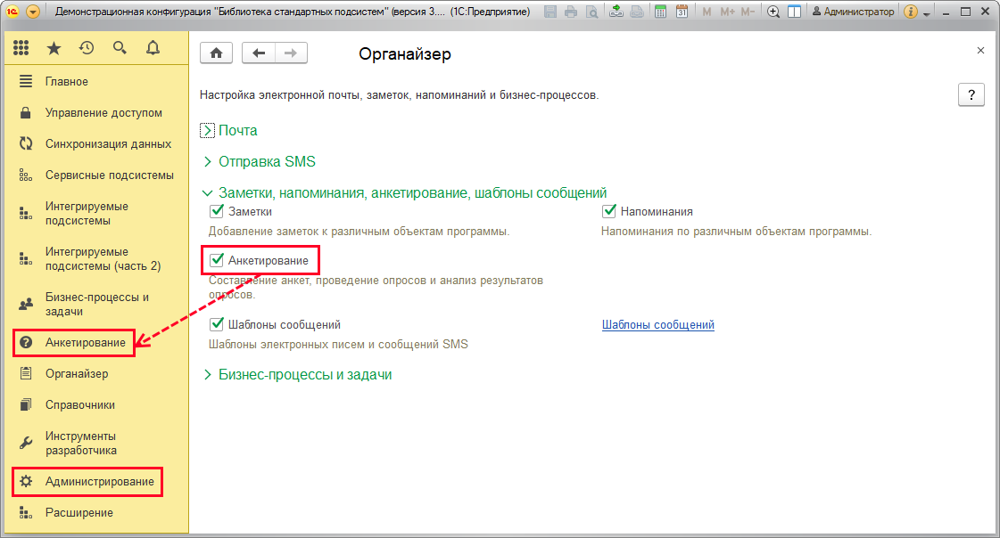 Демонстрационная конфигурация "Библиотека стандартных подсистем" (версия 3.... (1С:Предприятие)
31
M M+ M-
Администратор
Главное
Управление доступом
Синхронизация данных
Сервисные подсистемы
Интегрируемые
подсистемы
Интегрируемые
подсистемы (часть 2)
Бизнес-процессы и
задачи
Анкетирование
Органайзер
Справочники
Инструменты
разработчика
Администрирование
Расширение
Органайзер
Настройка электронной почты, заметок, напоминаний и бизнес-процессов.
?
Почта
Отправка SMS
Заметки, напоминания, анкетирование, шаблоны сообщений
Заметки
Напоминания
Добавление заметок к различным объектам программы.
Напоминания по различным объектам программы.
Анкетирование
Составление анкет, проведение опросов и анализ результатов
опросов.
Шаблоны сообщений
Шаблоны сообщений
Шаблоны электронных писем и сообщений SMS
Бизнес-процессы и задачи